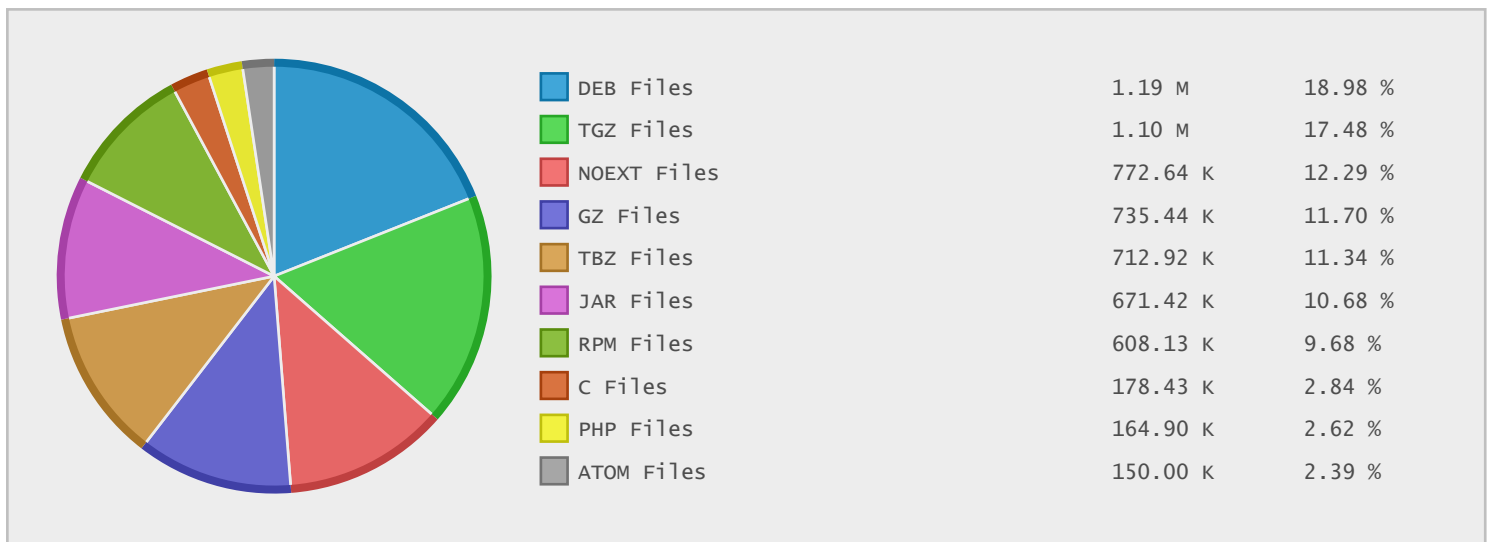 DEB Files 1.19 M 18.98 %
TGZ Files 1.10 M 17.48 %
NOEXT Files 772.64 K 12.29 %
GZ Files 735.44 K 11.70 %
TBZ Files 712.92 K 11.34 %
JAR Files 671.42 K 10.68 %
RPM Files 608.13 K 9.68 %
C Files 178.43 K 2.84 %
PHP Files 164.90 K 2.62 %
ATOM Files 150.00 K 2.39 %